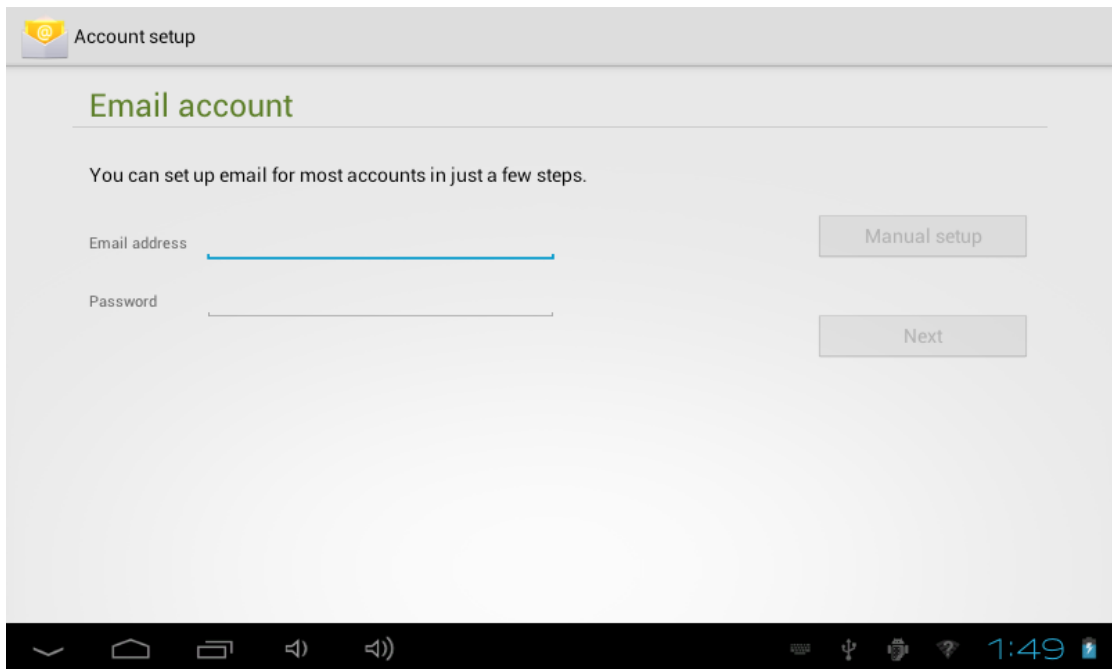 Account setup
Email account
You can set up email for most accounts in just a few steps.
Email address
Manual setup
Password
Next
1:49